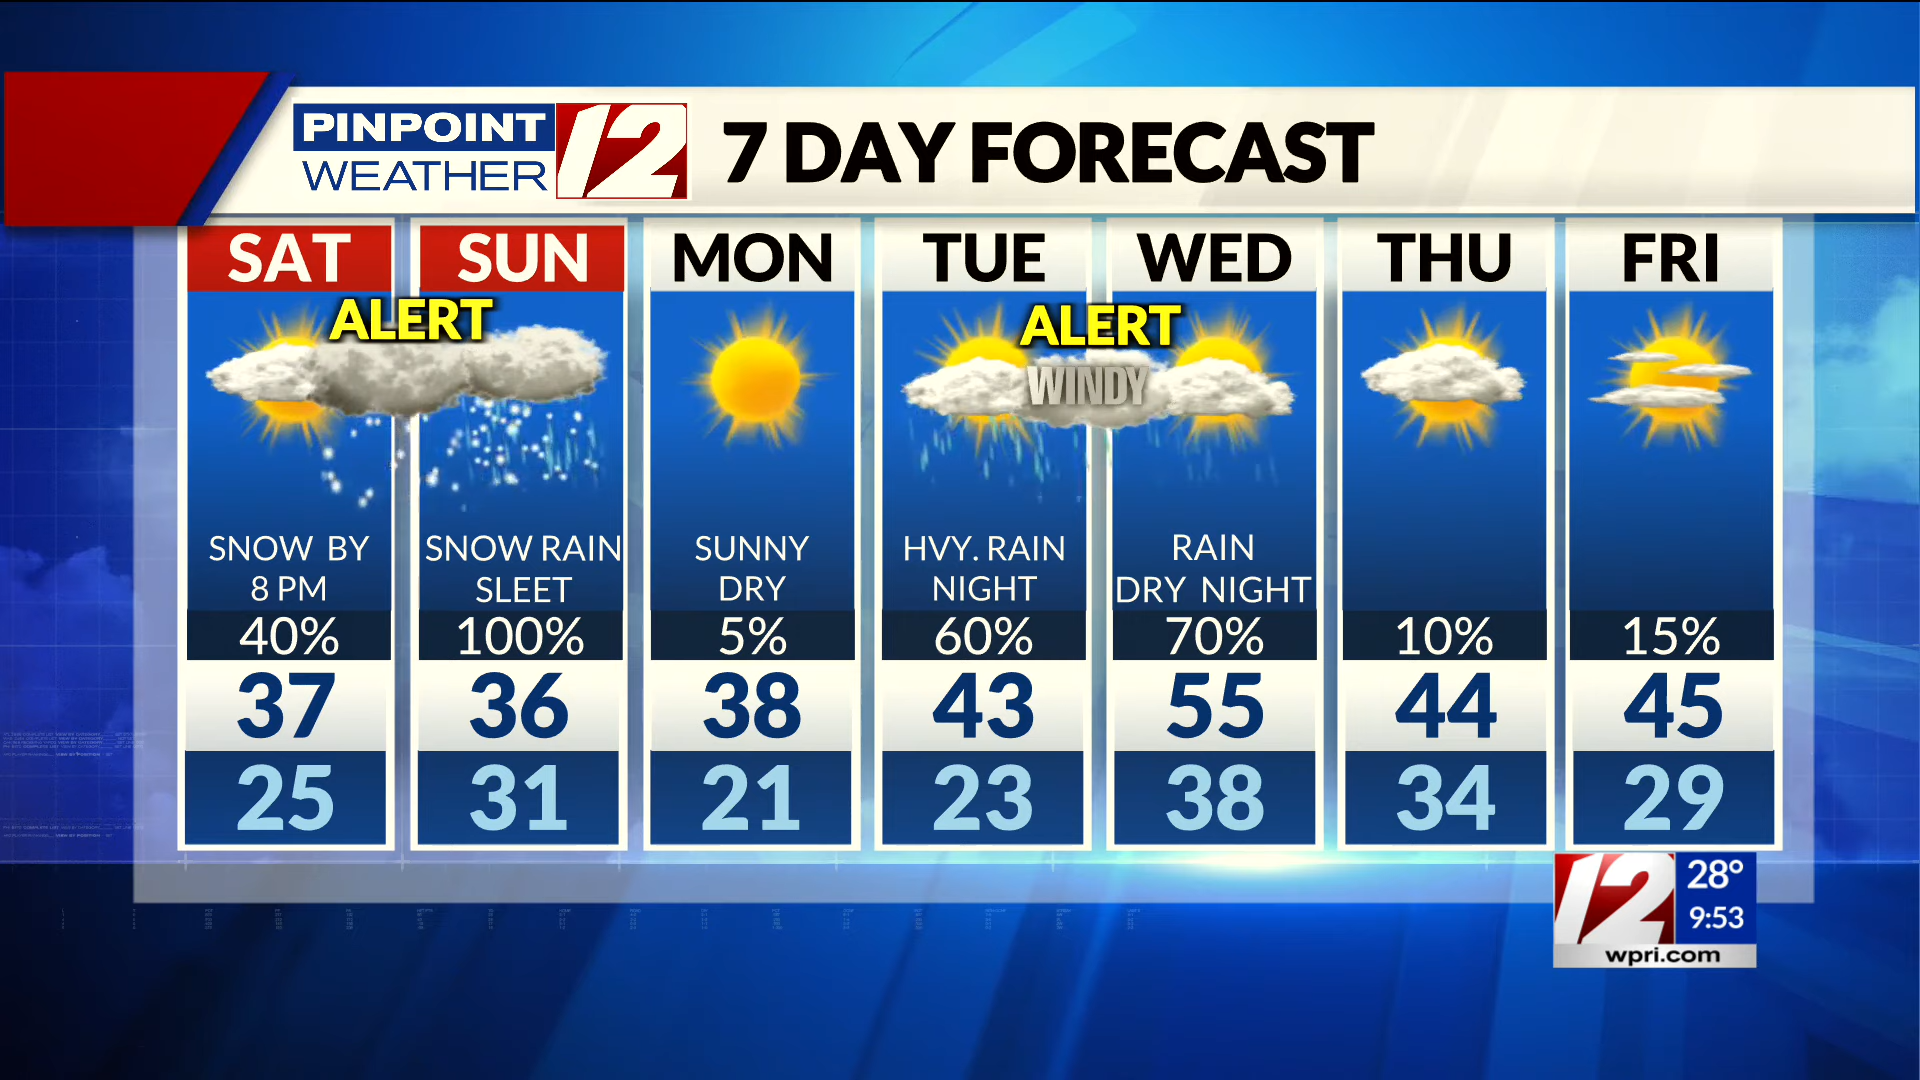 PINPOINT
WEATHER
12
7 DAY FORECAST
SAT SUN MON TUE WED THU FRI
ALERT ALERT
WINDY
SNOW BY
8 PM
SNOW RAIN
SLEET
SUNNY
DRY
HVY. RAIN
NIGHT
RAIN
DRY NIGHT
40% 100% 5% 60% 70% 10% 15%
37 36 38 43 55 44 45
25 31 21 23 38 34 29
12
28°
9:53
wpri.com